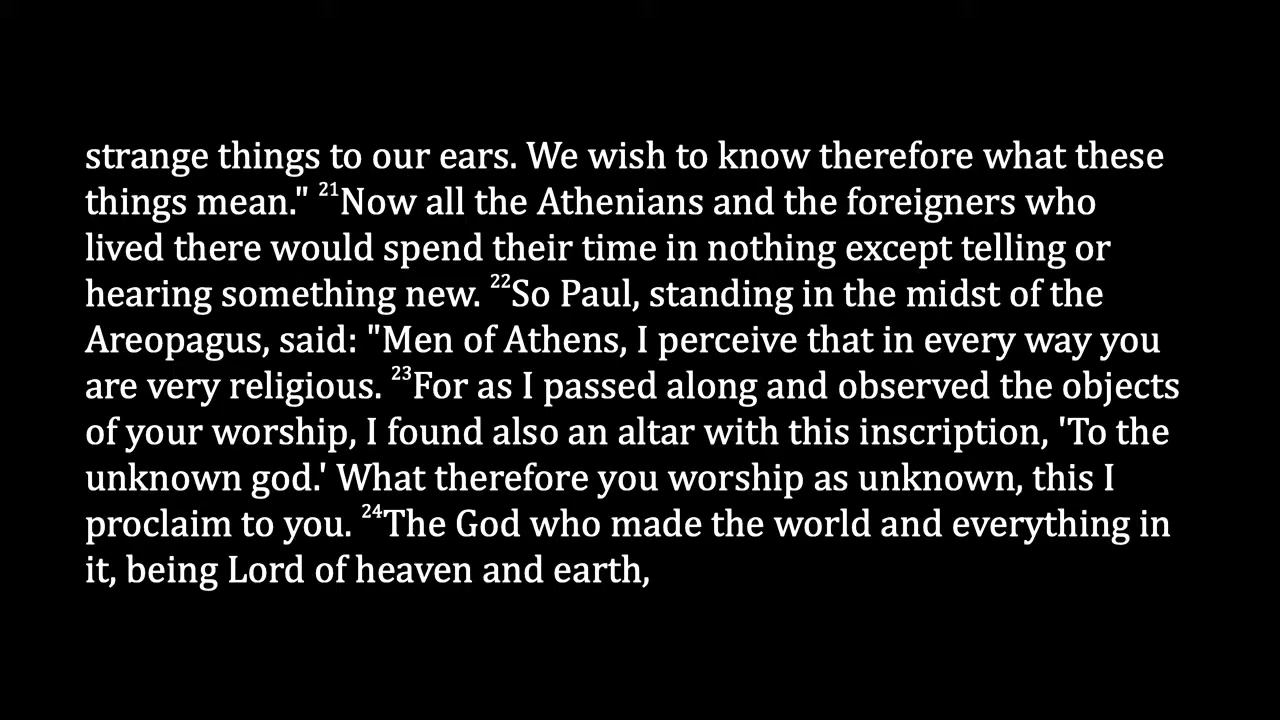 strange things to our ears. We wish to know therefore what these
things mean." 21Now all the Athenians and the foreigners who
lived there would spend their time in nothing except telling or
hearing something new. 22So Paul, standing in the midst of the
Areopagus, said: "Men of Athens, I perceive that in every way you
are very religious. 23For as I passed along and observed the objects
of your worship, I found also an altar with this inscription, 'To the
unknown god.' What therefore you worship as unknown, this I
proclaim to you. 24The God who made the world and everything in
it, being Lord of heaven and earth,